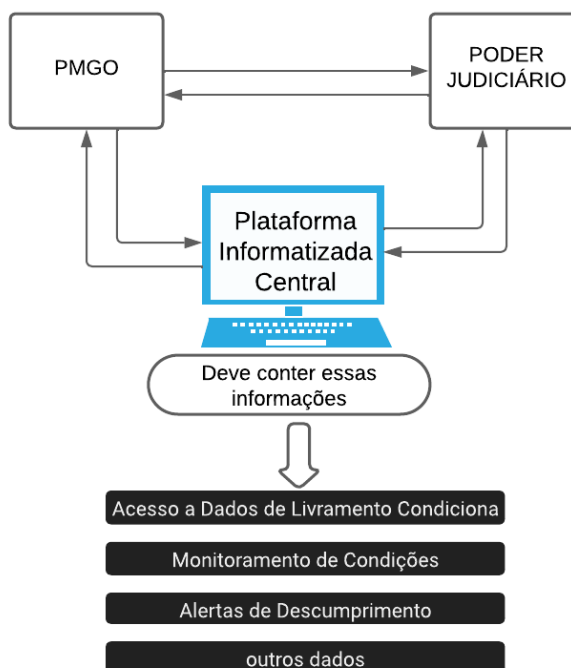 PMGO
PODER
JUDICIÁRIO
Plataforma
Informatizada
Central
Deve conter essas
informações
Acesso a Dados de Livramento Condiciona
Monitoramento de Condições
Alertas de Descumprimento
outros dados